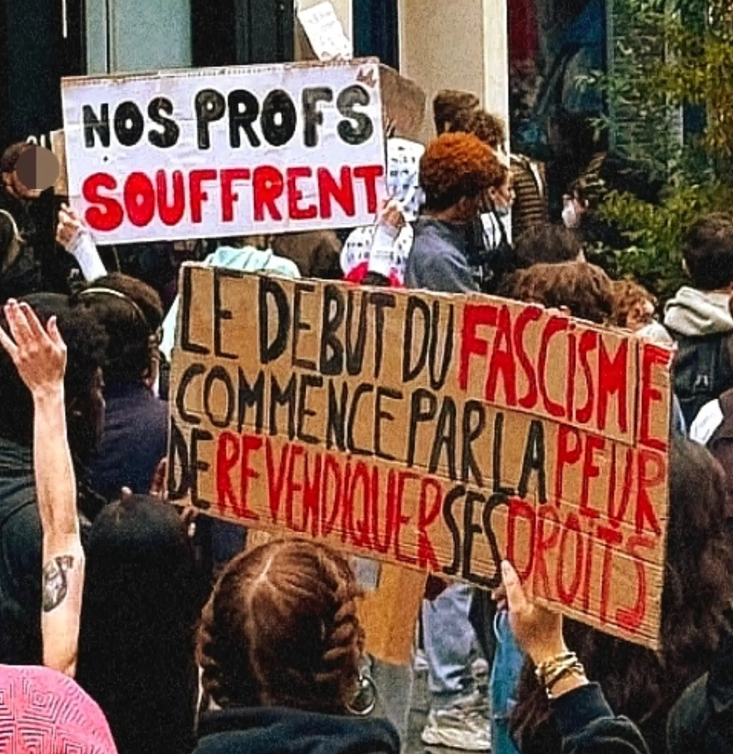 NOS PROFS
SOUFFRENT
LE DEBUT DU FASCISME
COMMENCE PAR LA PEUR
DE REVENDIQUER SES DROITS